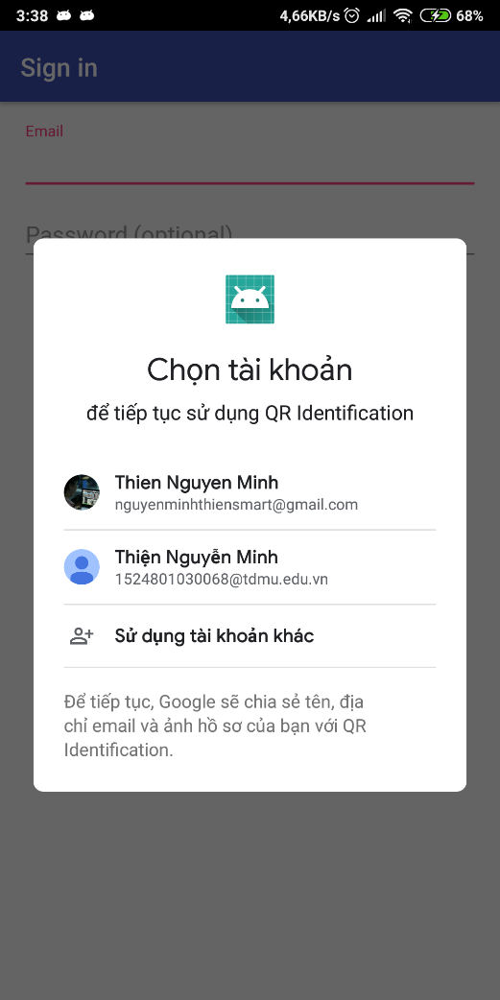 3:38 4,66KB/s 68%
Sign in
Email
Password (optional)
Chọn tài khoản
để tiếp tục sử dụng QR Identification
Thien Nguyen Minh
nguyenminhthiensmart@gmail.com
Thiện Nguyễn Minh
1524801030068@tdmu.edu.vn
Sử dụng tài khoản khác
Để tiếp tục, Google sẽ chia sẻ tên, địa
chỉ email và ảnh hồ sơ của bạn với QR
Identification.